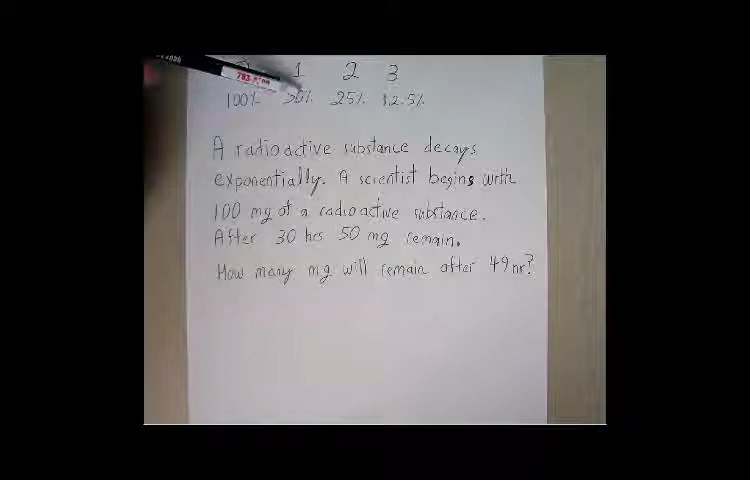 1 2 3
100% 50% 25% 12.5%
A radioactive substance decays
exponentially. A scientist begins with
100 mg of a radioactive substance.
After 30 hrs 50 mg remain.
How many mg will remain after 49 hr?